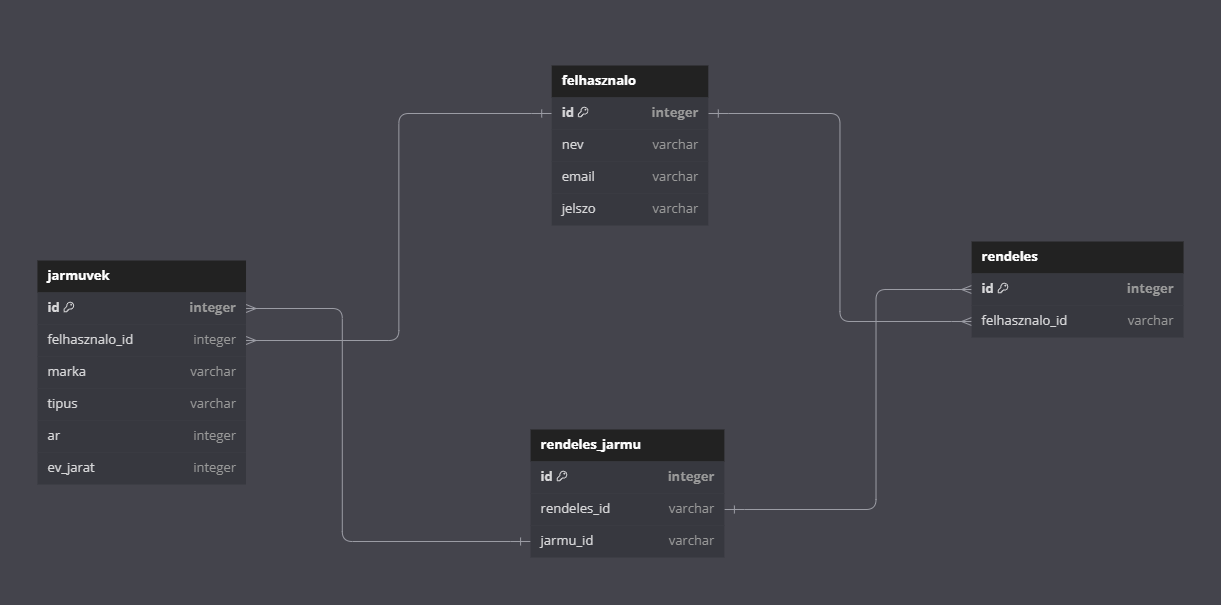 felhasznalo
id integer
nev varchar
email varchar
jelszo varchar
jarmuvek
id integer
felhasznalo_id integer
marka varchar
tipus varchar
ar integer
ev_jarat integer
rendeles
id integer
felhasznalo_id varchar
rendeles_jarmu
id integer
rendeles_id varchar
jarmu_id varchar